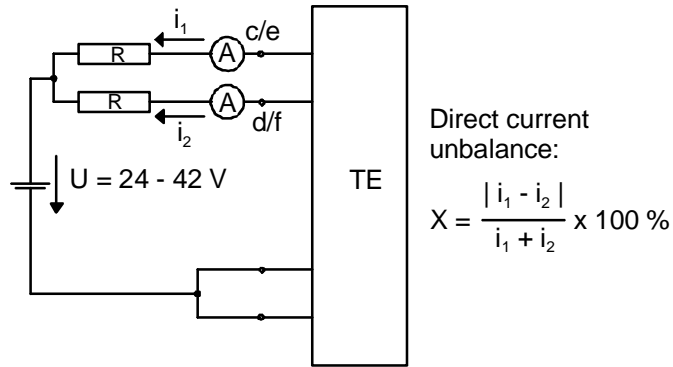 i₁
c/e
R
A
R
A
i₂
d/f
U = 24 - 42 V
TE
Direct current
unbalance:
X = | i₁ - i₂ | / i₁ + i₂ x 100 %